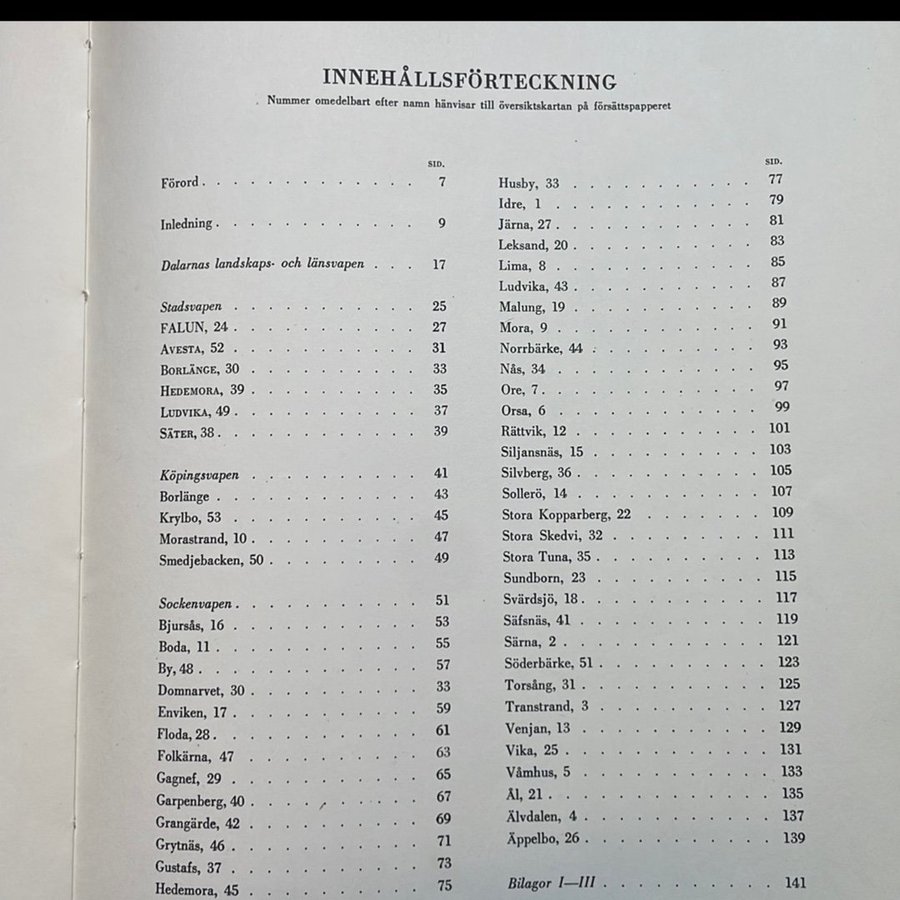 INNEHÅLLSFÖRTECKNING
Nummer omedelbart efter namn hänvisar till översiktskartan på försättspapperet
SID.
Förord . . . . . . . . . . . . . 7
Inledning . . . . . . . . . . . . 9
Dalarnas landskaps- och länsvapen . . . 17
Stadsvapen . . . . . . . . . . . 25
FALUN, 24 . . . . . . . . . . . 27
AVESTA, 52 . . . . . . . . . . . 31
BORLÄNGE, 30 . . . . . . . . . . 33
HEDEMORA, 39 . . . . . . . . . . 35
LUDVIKA, 49 . . . . . . . . . . . 37
SÄTER, 38 . . . . . . . . . . . . 39
Köpingsvapen . . . . . . . . . . 41
Borlänge . . . . . . . . . . . . 43
Krylbo, 53 . . . . . . . . . . . 45
Morastrand, 10 . . . . . . . . . . 47
Smedjebacken, 50 . . . . . . . . . 49
Sockenvapen . . . . . . . . . . . 51
Bjursås, 16 . . . . . . . . . . . 53
Boda, 11 . . . . . . . . . . . . 55
By, 48 . . . . . . . . . . . . . 57
Domnarvet, 30 . . . . . . . . . . 33
Enviken, 17 . . . . . . . . . . . 59
Floda, 28 . . . . . . . . . . . . 61
Folkärna, 47 . . . . . . . . . . 63
Gagnef, 29 . . . . . . . . . . . 65
Garpenberg, 40 . . . . . . . . . . 67
Grangärde, 42 . . . . . . . . . . 69
Grytnäs, 46 . . . . . . . . . . . 71
Gustafs, 37 . . . . . . . . . . . 73
Hedemora, 45 . . . . . . . . . . 75
SID.
Husby, 33 . . . . . . . . . . . 77
Idre, 1 . . . . . . . . . . . . 79
Järna, 27 . . . . . . . . . . . . 81
Leksand, 20 . . . . . . . . . . . 83
Lima, 8 . . . . . . . . . . . . 85
Ludvika, 43 . . . . . . . . . . . 87
Malung, 19 . . . . . . . . . . . 89
Mora, 9 . . . . . . . . . . . . 91
Norrbärke, 44 . . . . . . . . . . 93
Nås, 34 . . . . . . . . . . . . 95
Ore, 7 . . . . . . . . . . . . . 97
Orsa, 6 . . . . . . . . . . . . 99
Rättvik, 12 . . . . . . . . . . . 101
Siljansnäs, 15 . . . . . . . . . . 103
Silvberg, 36 . . . . . . . . . . . 105
Sollerö, 14 . . . . . . . . . . . 107
Stora Kopparberg, 22 . . . . . . . 109
Stora Skedvi, 32 . . . . . . . . . 111
Stora Tuna, 35 . . . . . . . . . . 113
Sundborn, 23 . . . . . . . . . . 115
Svärdsjö, 18 . . . . . . . . . . . 117
Säfsnäs, 41 . . . . . . . . . . . 119
Särna, 2 . . . . . . . . . . . . 121
Söderbärke, 51 . . . . . . . . . . 123
Torsång, 31 . . . . . . . . . . . 125
Transtrand, 3 . . . . . . . . . . 127
Venjan, 13 . . . . . . . . . . . 129
Vika, 25 . . . . . . . . . . . . 131
Våmhus, 5 . . . . . . . . . . . 133
Ål, 21 . . . . . . . . . . . . . 135
Älvdalen, 4 . . . . . . . . . . . 137
Äppelbo, 26 . . . . . . . . . . . 139
Bilagor I—III . . . . . . . . . . 141